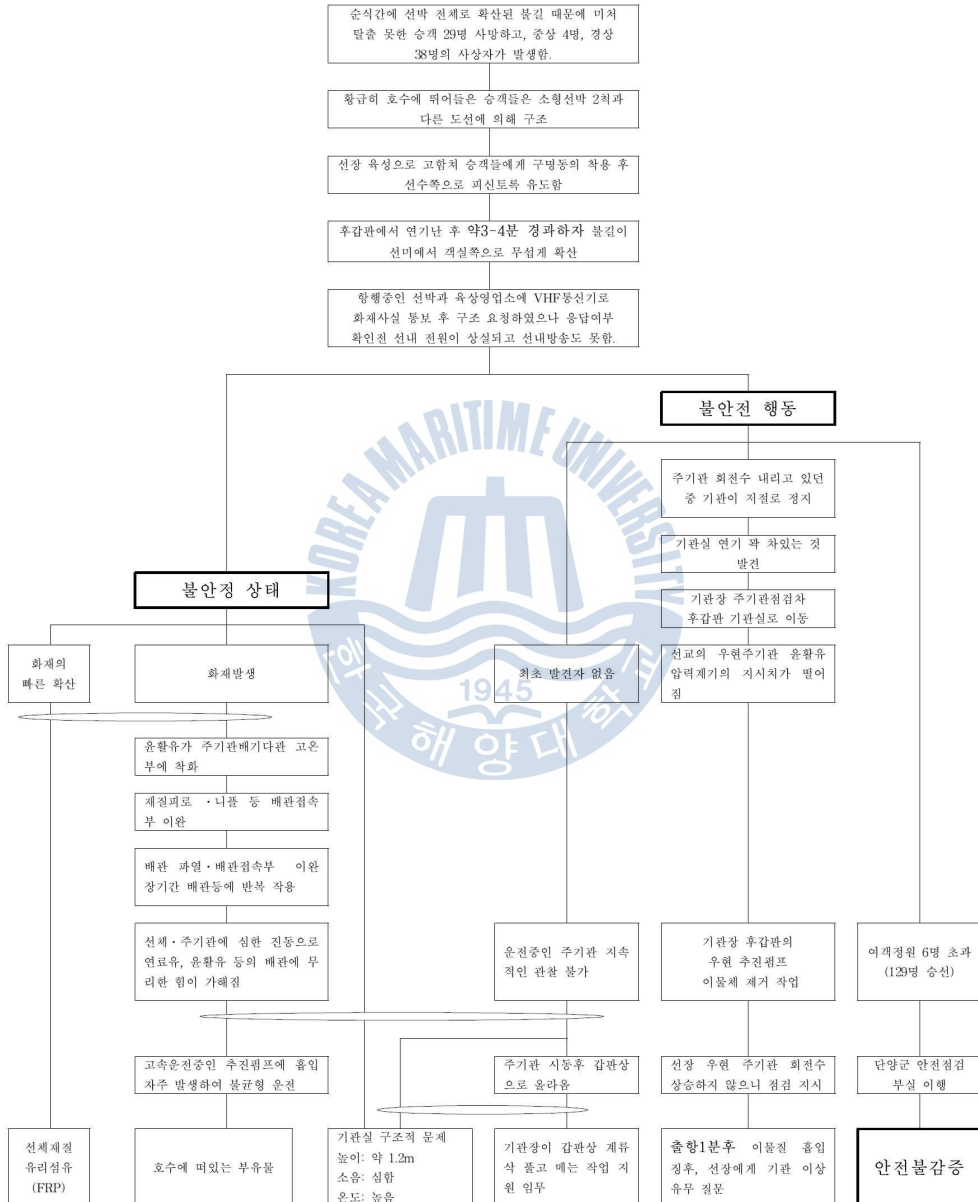 순식간에 선박 전체로 확산된 불길 때문에 미처
탈출 못한 승객 29명 사망하고, 중상 4명, 경상
38명의 사상자가 발생함.
황급히 호수에 뛰어들은 승객들은 소형선박 2척과
다른 도선에 의해 구조
선장 육성으로 고함쳐 승객들에게 구명동의 착용 후
선수쪽으로 피신토록 유도함
후갑판에서 연기난 후 약3-4분 경과하자 불길이
선미에서 객실쪽으로 무섭게 확산
항행중인 선박과 육상영업소에 VHF통신기로
화재사실 통보 후 구조 요청하였으나 응답여부
확인전 선내 전원이 상실되고 선내방송도 못함.
불안전 행동
주기관 회전수 내리고 있던
중 기관이 저절로 정지
기관실 연기 꽉 차있는 것
발견
불안정 상태
기관장 주기관점검차
후갑판 기관실로 이동
화재의
빠른 확산
화재발생
최초 발견자 없음
선교의 우현주기관 윤활유
압력계기의 지시치가 떨어
짐
윤활유가 주기관배기다관 고온
부에 착화
재질피로 ・니플 등 배관접속
부 이완
배관 파열・배관접속부 이완
장기간 배관등에 반복 작용
선체・주기관에 심한 진동으로
연료유, 윤활유 등의 배관에 무
리한 힘이 가해짐
운전중인 주기관 지속
적인 관찰 불가
기관장 후갑판의
우현 추진펌프
이물체 제거 작업
여객정원 6명 초과
(129명 승선)
고속운전중인 추진펌프에 흡입
자주 발생하여 불균형 운전
주기관 시동후 갑판상
으로 올라옴
선장 우현 주기관 회전수
상승하지 않으니 점검 지시
단양군 안전점검
부실 이행
선체재질
유리섬유
(FRP)
호수에 떠있는 부유물
기관실 구조적 문제
높이: 약 1.2m
소음: 심함
온도: 높음
기관장이 갑판상 계류
삭 풀고 매는 작업 지
원 임무
출항1분후 이물질 흡입
징후, 선장에게 기관 이상
유무 질문
안전불감증
KOREA MARITIME UNIVERSITY
1945
한국해양대학교